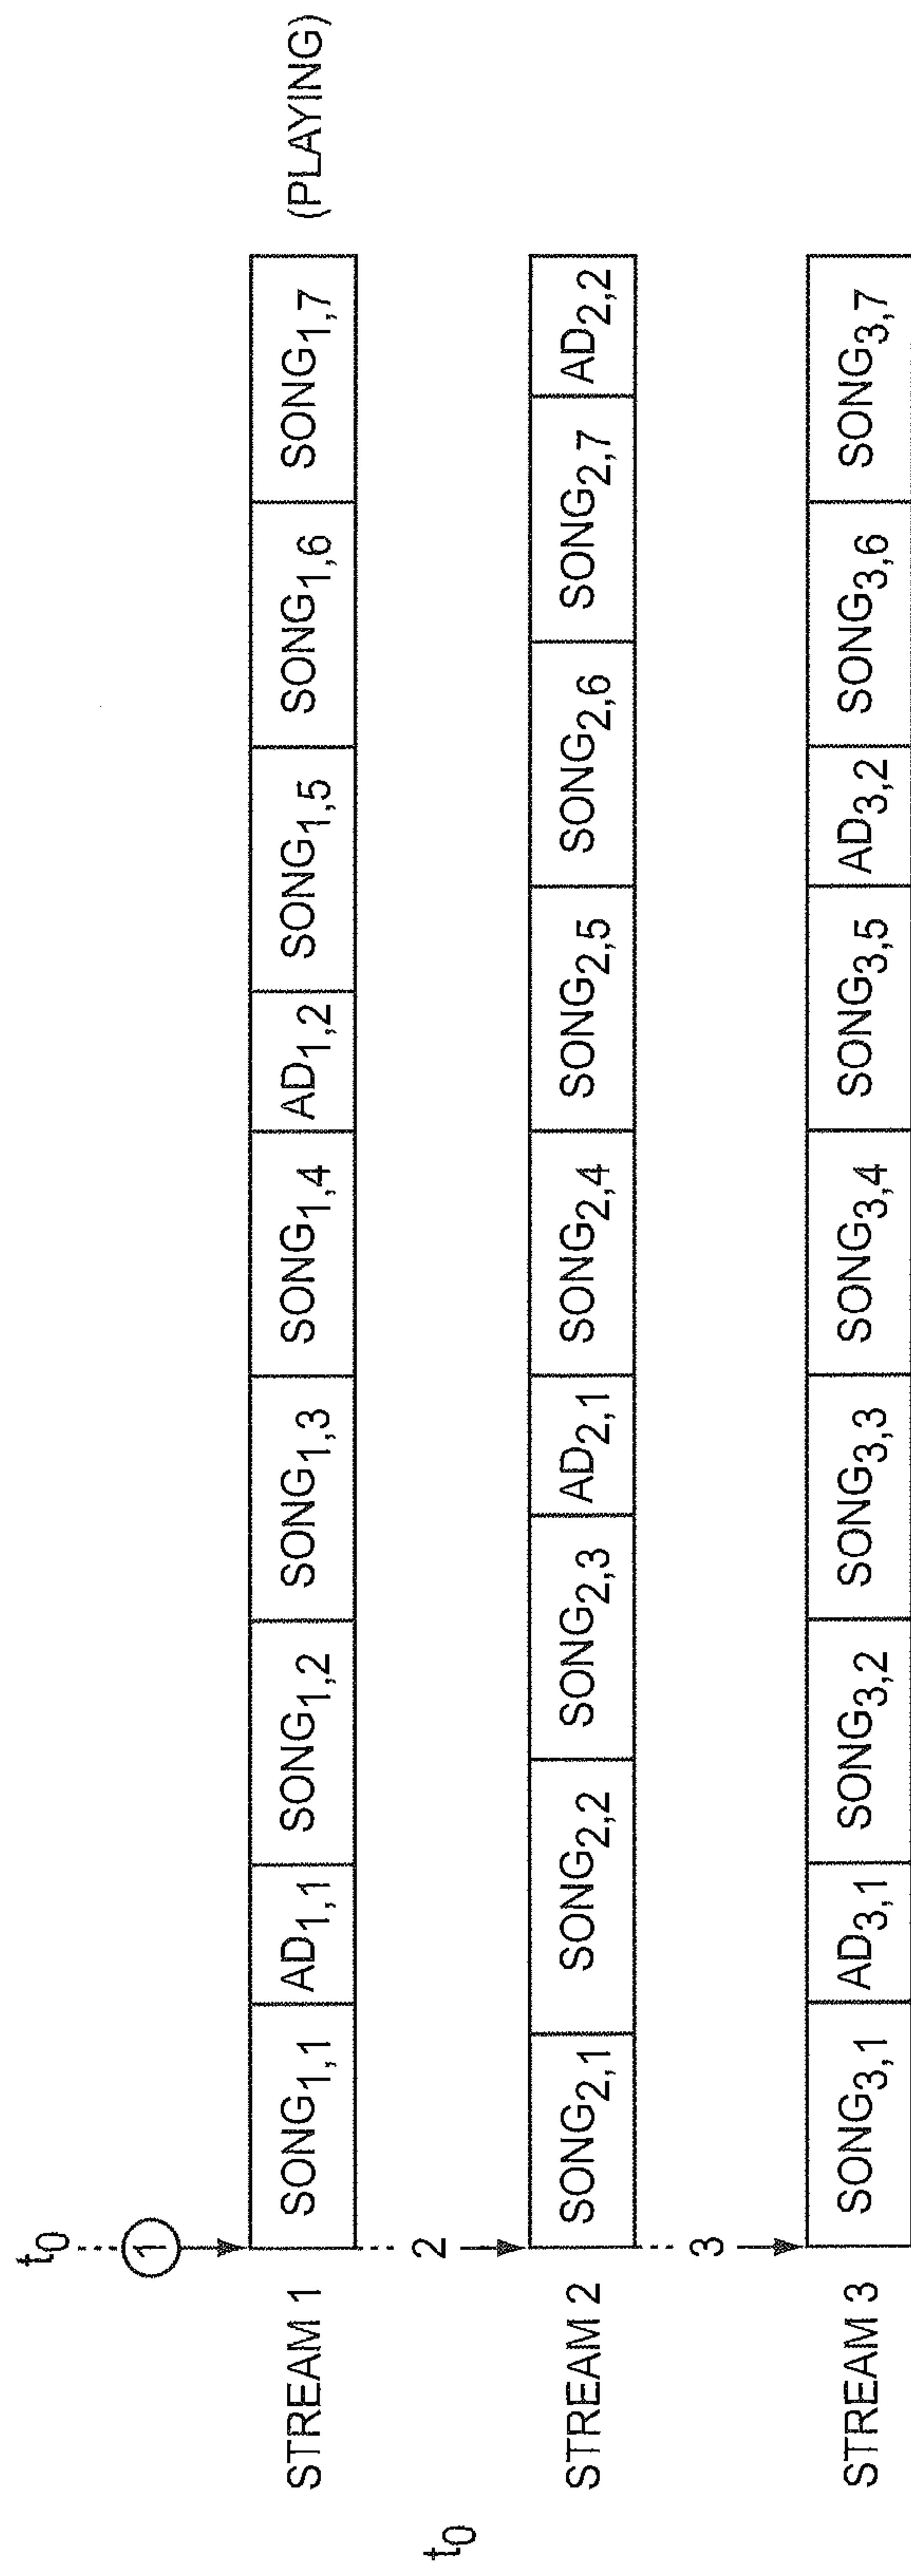 t0
1
STREAM 1 SONG1,1 AD1,1 SONG1,2 SONG1,3 SONG1,4 AD1,2 SONG1,5 SONG1,6 SONG1,7 (PLAYING)
2
t0
STREAM 2 SONG2,1 SONG2,2 SONG2,3 AD2,1 SONG2,4 SONG2,5 SONG2,6 SONG2,7 AD2,2
3
STREAM 3 SONG3,1 AD3,1 SONG3,2 SONG3,3 SONG3,4 SONG3,5 AD3,2 SONG3,6 SONG3,7